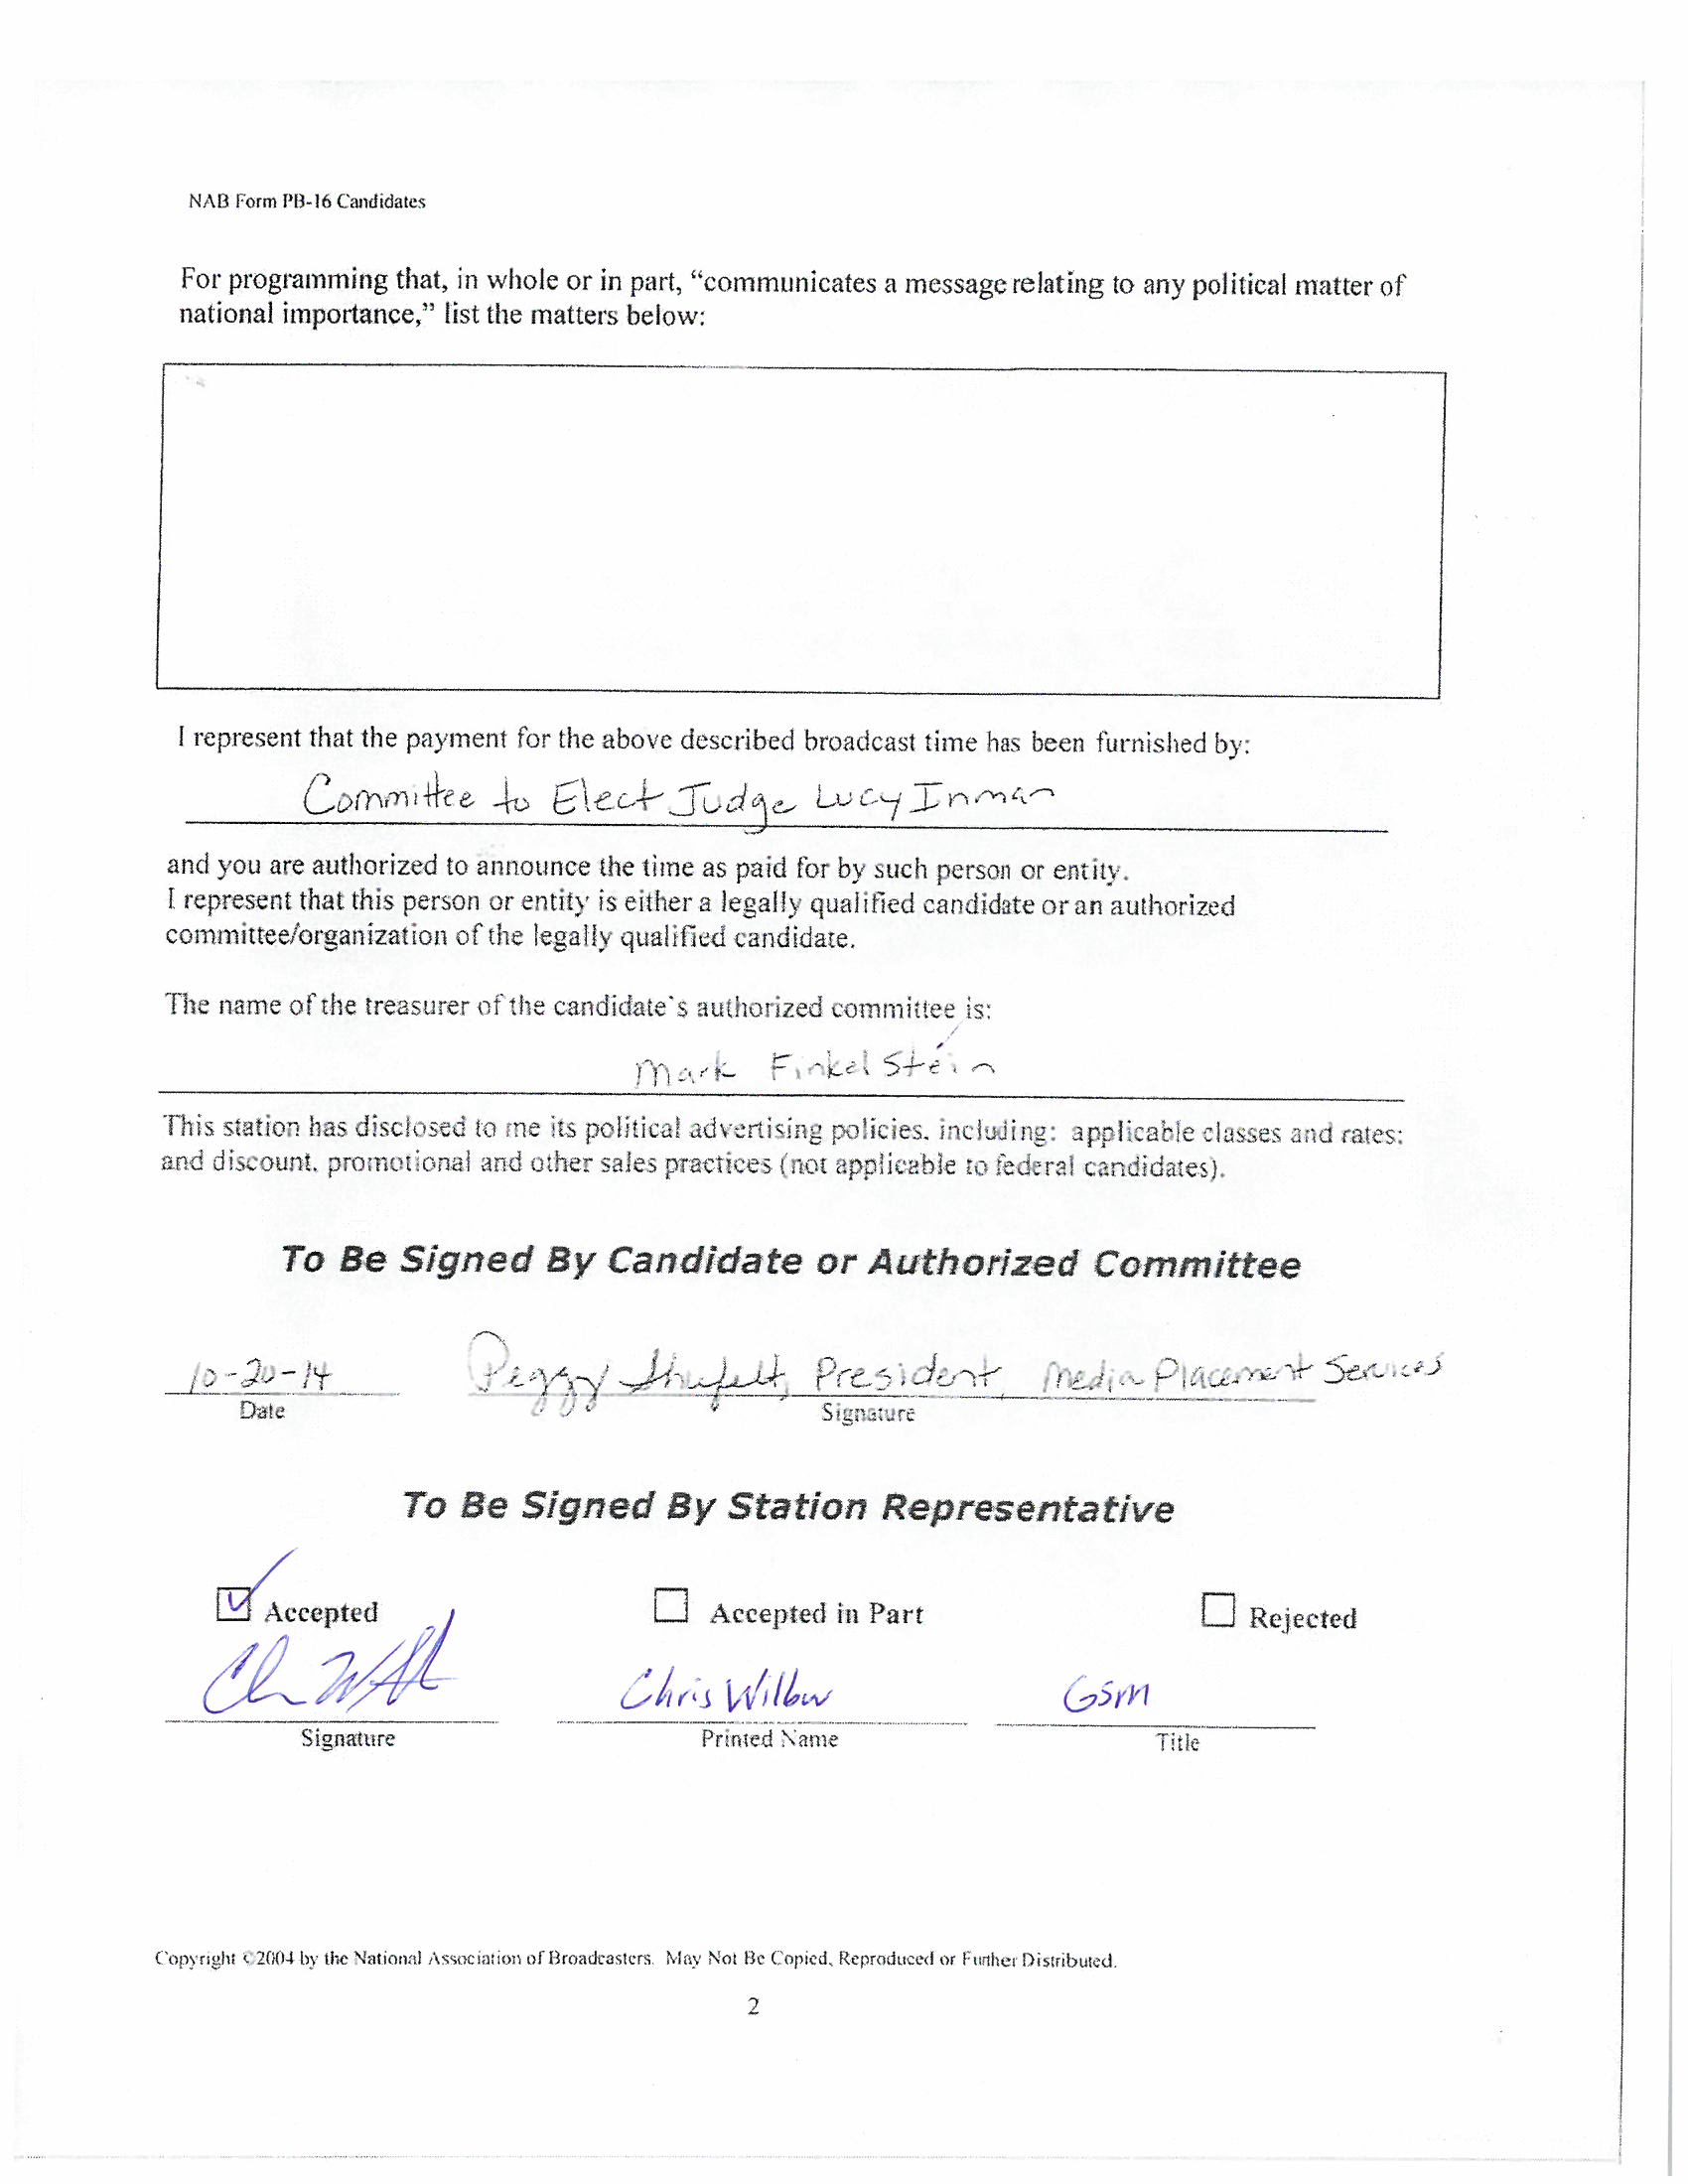 NAB Form PB-16 Candidates
For programming that, in whole or in part, “communicates a message relating to any political matter of
national importance,” list the matters below:
I represent that the payment for the above described broadcast time has been furnished by:
Committee to Elect Judge Lucy Inman
and you are authorized to announce the time as paid for by such person or entity.
I represent that this person or entity is either a legally qualified candidate or an authorized
committee/organization of the legally qualified candidate.
The name of the treasurer of the candidate's authorized committee is:
Mark Finkel Stein
This station has disclosed to me its political advertising policies, including: applicable classes and rates;
and discount, promotional and other sales practices (not applicable to federal candidates).
To Be Signed By Candidate or Authorized Committee
10-20-14 Peggy Shufelt, President, Media Placement Services
Date Signature
To Be Signed By Station Representative
Accepted Accepted in Part Rejected
Chris GSM
Signature Printed Name Title
Copyright ©2004 by the National Association of Broadcasters. May Not Be Copied, Reproduced or Further Distributed.
2